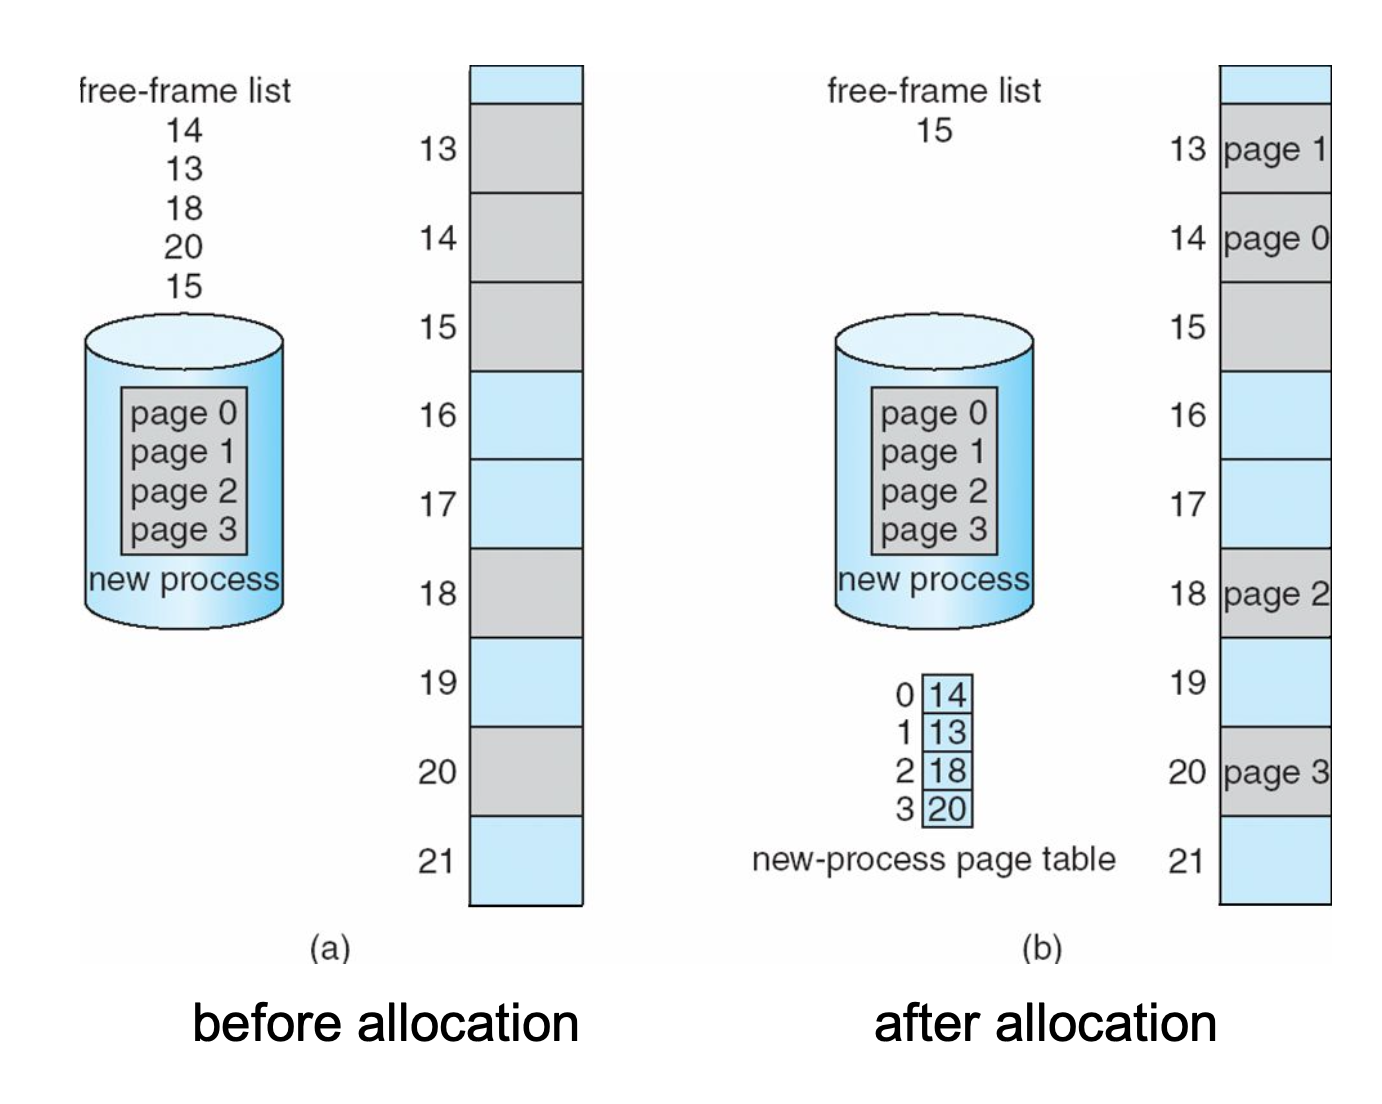 free-frame list
14
13
18
20
15
page 0
page 1
page 2
page 3
new process
13
14
15
16
17
18
19
20
21
(a)
before allocation
free-frame list
15
page 0
page 1
page 2
page 3
new process
0 14
1 13
2 18
3 20
new-process page table
13 page 1
14 page 0
15
16
17
18 page 2
19
20 page 3
21
(b)
after allocation